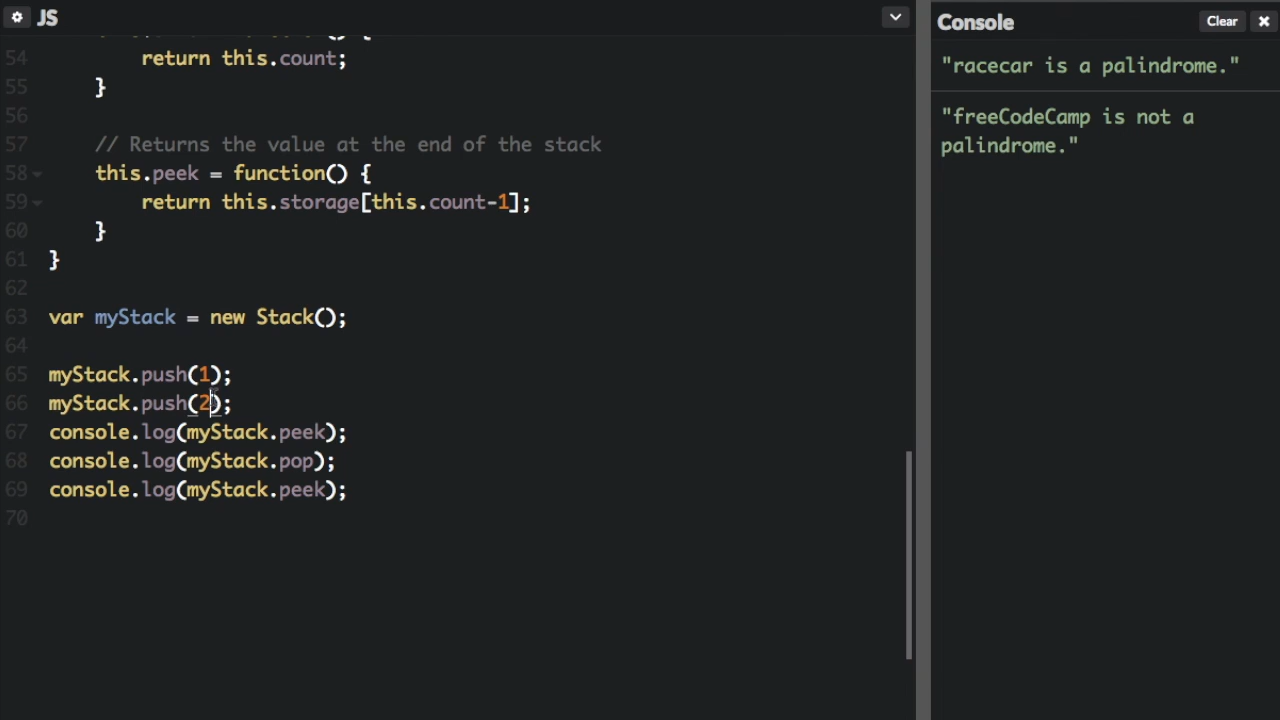 JS
Console
Clear
54 return this.count;
55 }
56
57 // Returns the value at the end of the stack
58 this.peek = function() {
59 return this.storage[this.count-1];
60 }
61 }
62
63 var myStack = new Stack();
64
65 myStack.push(1);
66 myStack.push(2);
67 console.log(myStack.peek);
68 console.log(myStack.pop);
69 console.log(myStack.peek);
70
"racecar is a palindrome."
"freeCodeCamp is not a
palindrome."